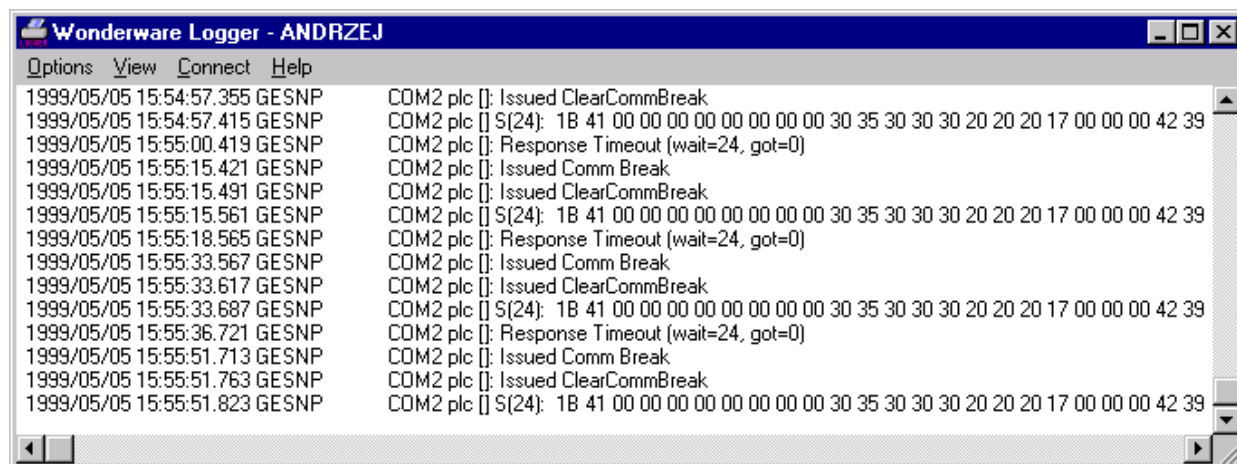 Wonderware Logger - ANDRZEJ
Options View Connect Help
1999/05/05 15:54:57.355 GESNP COM2 plc []: Issued ClearCommBreak
1999/05/05 15:54:57.415 GESNP COM2 plc [] S(24): 1B 41 00 00 00 00 00 00 00 00 30 35 30 30 30 20 20 20 17 00 00 00 42 39
1999/05/05 15:55:00.419 GESNP COM2 plc []: Response Timeout (wait=24, got=0)
1999/05/05 15:55:15.421 GESNP COM2 plc []: Issued Comm Break
1999/05/05 15:55:15.491 GESNP COM2 plc []: Issued ClearCommBreak
1999/05/05 15:55:15.561 GESNP COM2 plc [] S(24): 1B 41 00 00 00 00 00 00 00 00 30 35 30 30 30 20 20 20 17 00 00 00 42 39
1999/05/05 15:55:18.565 GESNP COM2 plc []: Response Timeout (wait=24, got=0)
1999/05/05 15:55:33.567 GESNP COM2 plc []: Issued Comm Break
1999/05/05 15:55:33.617 GESNP COM2 plc []: Issued ClearCommBreak
1999/05/05 15:55:33.687 GESNP COM2 plc [] S(24): 1B 41 00 00 00 00 00 00 00 00 30 35 30 30 30 20 20 20 17 00 00 00 42 39
1999/05/05 15:55:36.721 GESNP COM2 plc []: Response Timeout (wait=24, got=0)
1999/05/05 15:55:51.713 GESNP COM2 plc []: Issued Comm Break
1999/05/05 15:55:51.763 GESNP COM2 plc []: Issued ClearCommBreak
1999/05/05 15:55:51.823 GESNP COM2 plc [] S(24): 1B 41 00 00 00 00 00 00 00 00 30 35 30 30 30 20 20 20 17 00 00 00 42 39